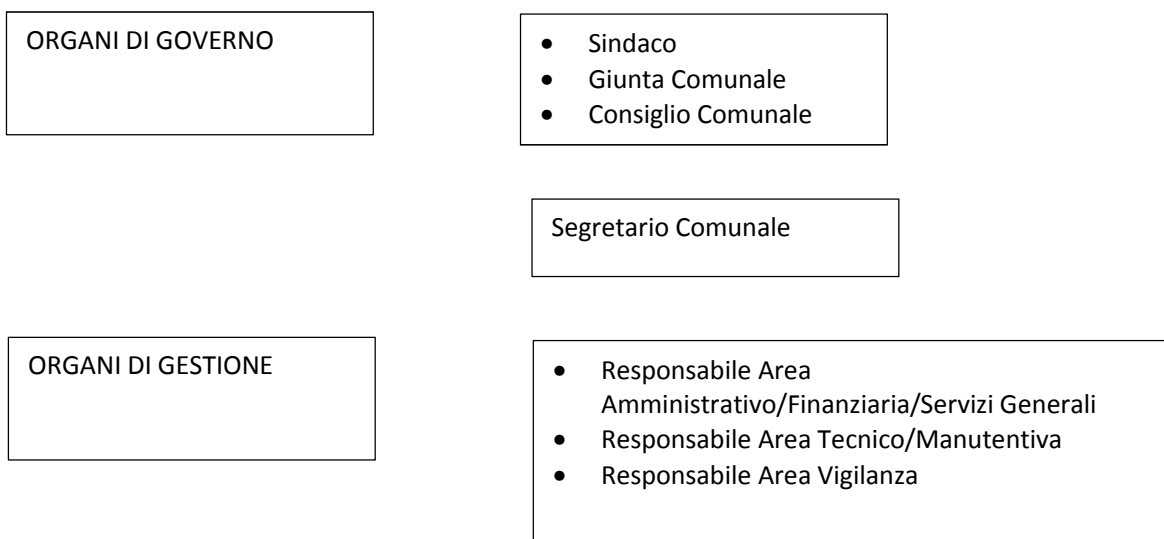 ORGANI DI GOVERNO
• Sindaco
• Giunta Comunale
• Consiglio Comunale
Segretario Comunale
ORGANI DI GESTIONE
• Responsabile Area
Amministrativo/Finanziaria/Servizi Generali
• Responsabile Area Tecnico/Manutentiva
• Responsabile Area Vigilanza